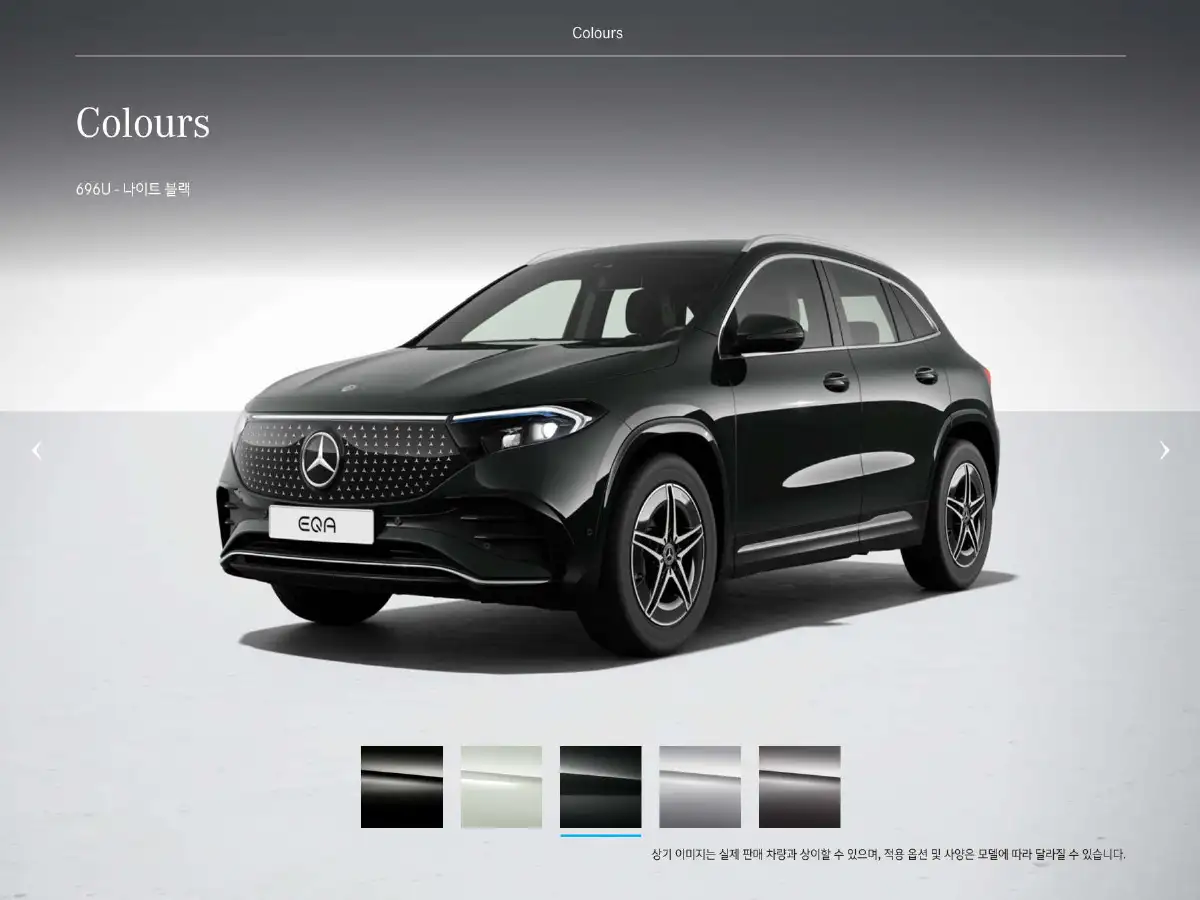 Colours
Colours
696U - 나이트 블랙
EQA
상기 이미지는 실제 판매 차량과 상이할 수 있으며, 적용 옵션 및 사양은 모델에 따라 달라질 수 있습니다.